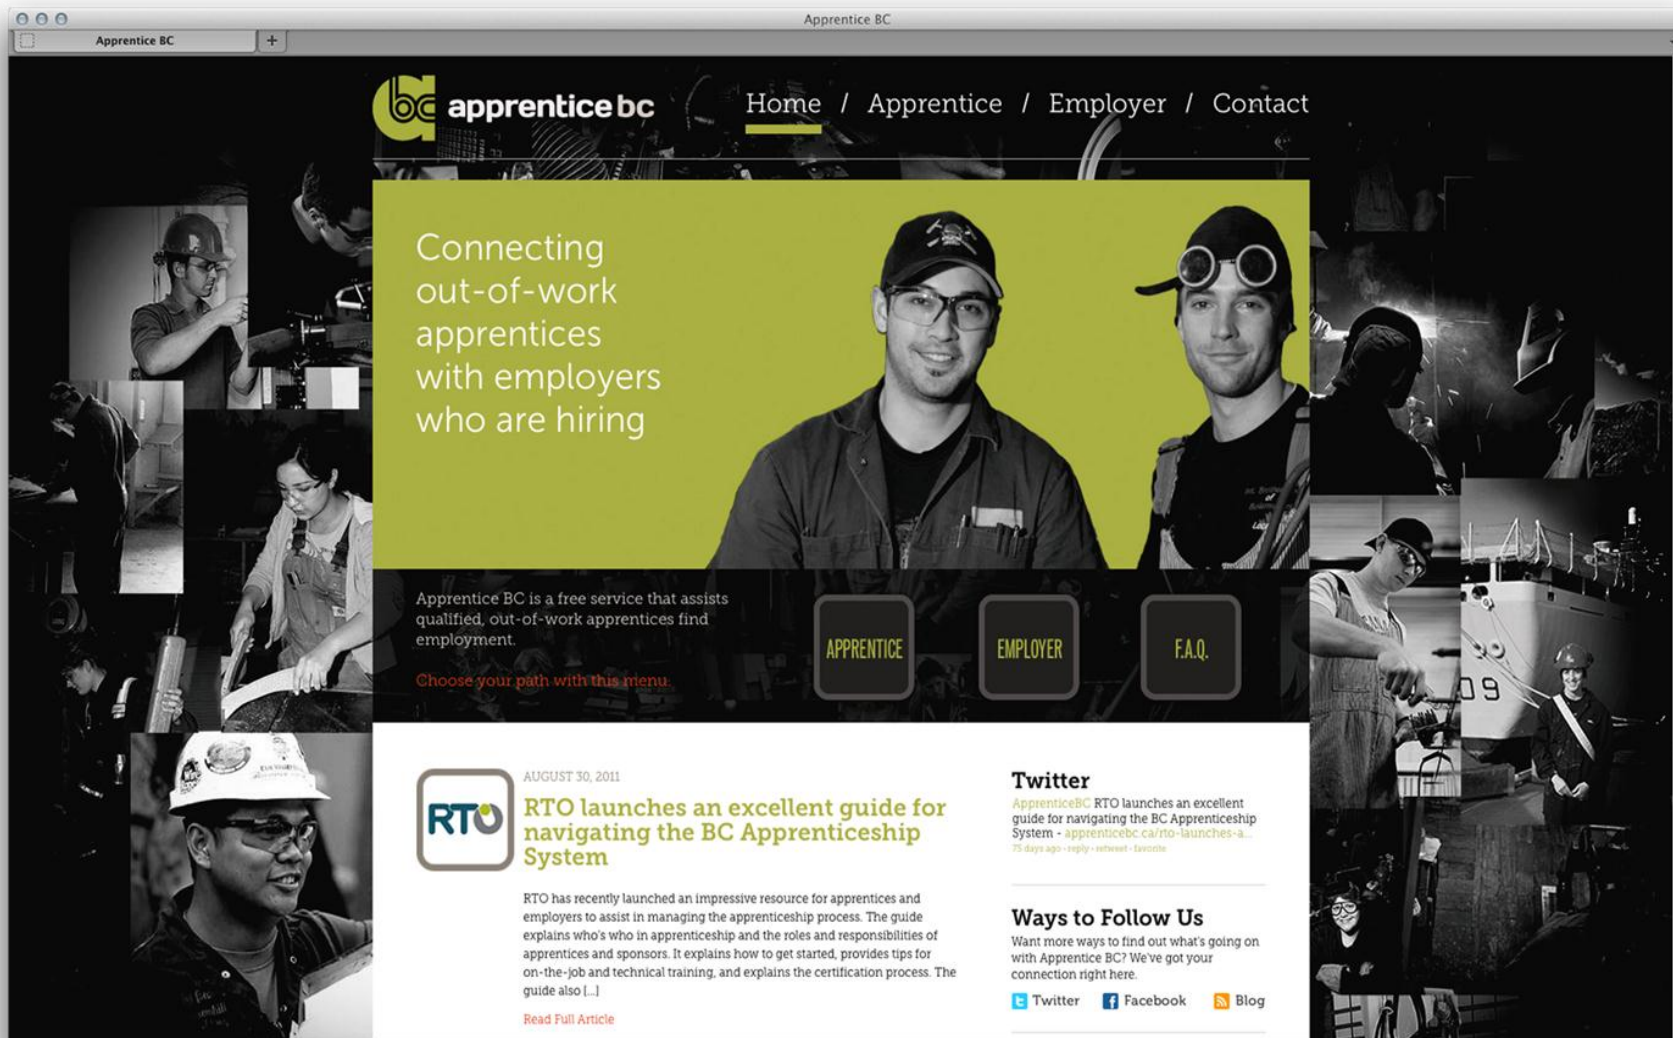 Apprentice BC
Apprentice BC
+
bc apprentice bc
Home / Apprentice / Employer / Contact
Connecting
out-of-work
apprentices
with employers
who are hiring
Apprentice BC is a free service that assists
qualified, out-of-work apprentices find
employment.
Choose your path with this menu.
APPRENTICE
EMPLOYER
F.A.Q.
RTO
AUGUST 30, 2011
RTO launches an excellent guide for
navigating the BC Apprenticeship
System
RTO has recently launched an impressive resource for apprentices and
employers to assist in managing the apprenticeship process. The guide
explains who's who in apprenticeship and the roles and responsibilities of
apprentices and sponsors. It explains how to get started, provides tips for
on-the-job and technical training, and explains the certification process. The
guide also [...]
Read Full Article
Twitter
ApprenticeBC RTO launches an excellent
guide for navigating the BC Apprenticeship
System - apprenticebc.ca/rto-launches-a...
75 days ago · reply · retweet · favorite
Ways to Follow Us
Want more ways to find out what's going on
with Apprentice BC? We've got your
connection right here.
Twitter Facebook Blog
09